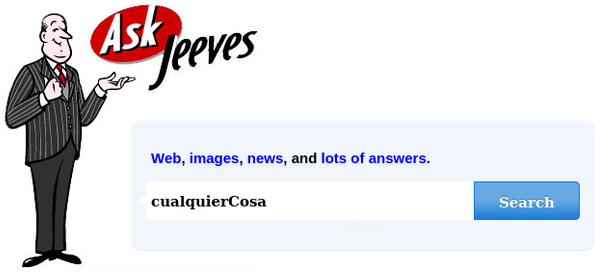 Ask
Jeeves
Web, images, news, and lots of answers.
cualquierCosa
Search